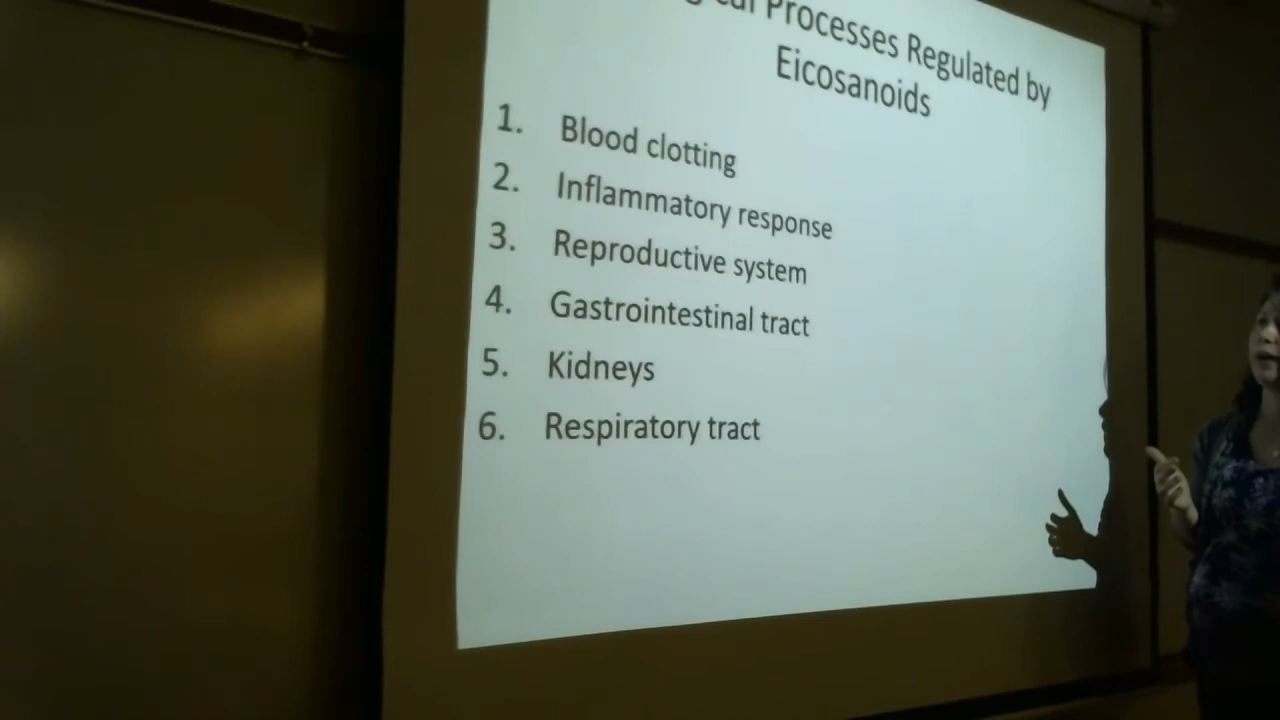 Processes Regulated by
Eicosanoids
1. Blood clotting
2. Inflammatory response
3. Reproductive system
4. Gastrointestinal tract
5. Kidneys
6. Respiratory tract